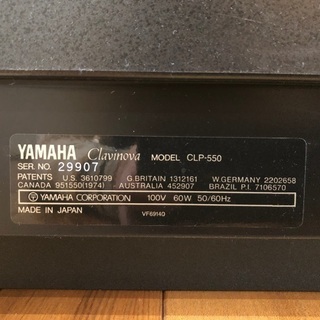 YAMAHA Clavinova MODEL CLP-550
SER NO. 29907
PATENTS U.S. 3610799 G.BRITAIN 1312161 W.GERMANY 2202658
CANADA 951550(1974) AUSTRALIA 452907 BRAZIL P.I. 7106570
YAMAHA CORPORATION 100V 60W 50/60Hz
MADE IN JAPAN VF69140